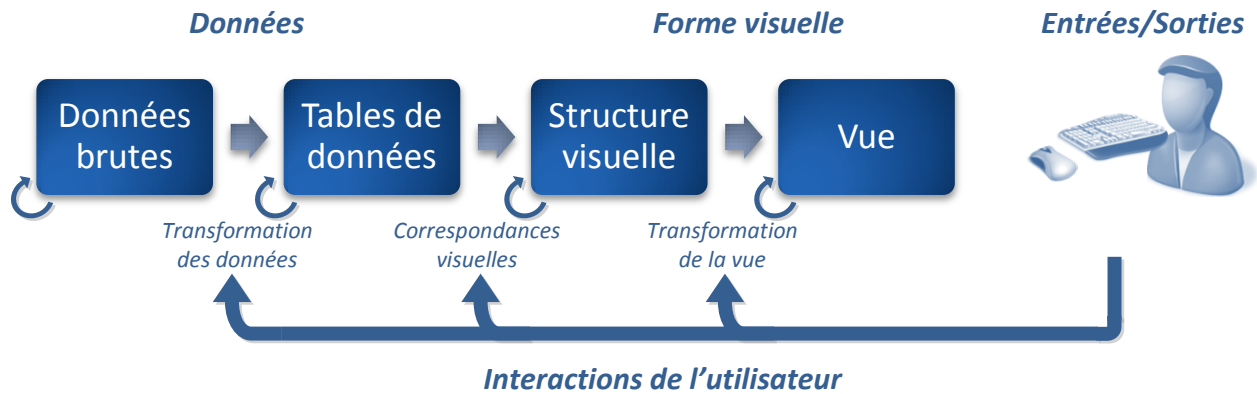 Données
Forme visuelle
Entrées/Sorties
Données
brutes
Tables de
données
Structure
visuelle
Vue
Transformation
des données
Correspondances
visuelles
Transformation
de la vue
Interactions de l’utilisateur